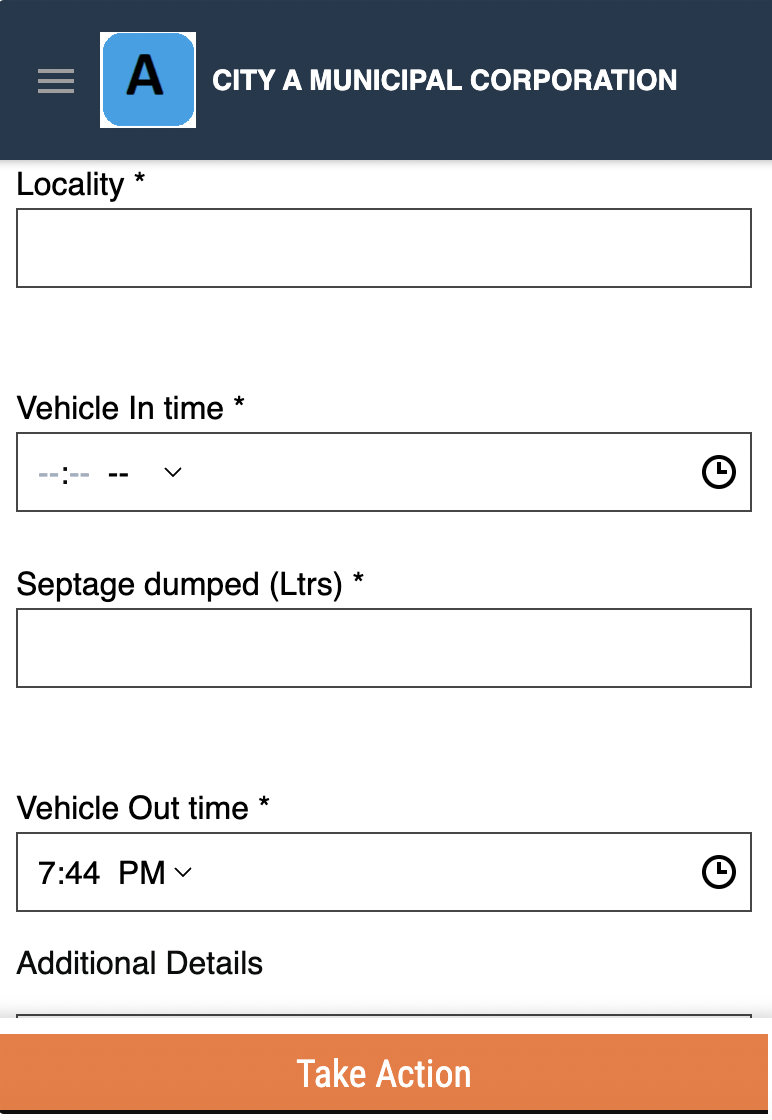 A
CITY A MUNICIPAL CORPORATION
Locality *
Vehicle In time *
--:-- --
Septage dumped (Ltrs) *
Vehicle Out time *
7:44 PM
Additional Details
Take Action